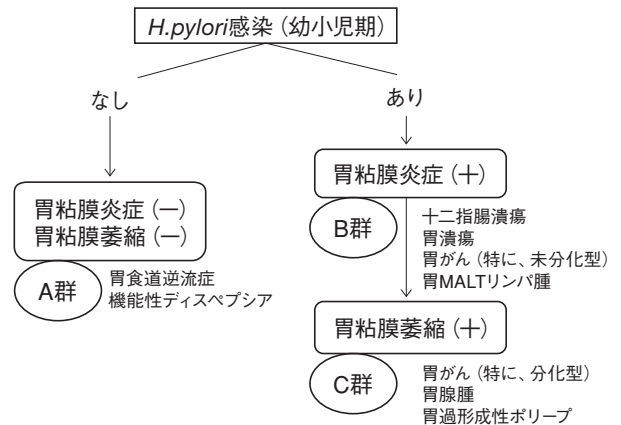 H.pylori感染（幼小児期）
なし
あり
胃粘膜炎症（－）
胃粘膜萎縮（－）
A群
胃食道逆流症
機能性ディスペプシア
胃粘膜炎症（＋）
B群
十二指腸潰瘍
胃潰瘍
胃がん（特に、未分化型）
胃MALTリンパ腫
胃粘膜萎縮（＋）
C群
胃がん（特に、分化型）
胃腺腫
胃過形成性ポリープ